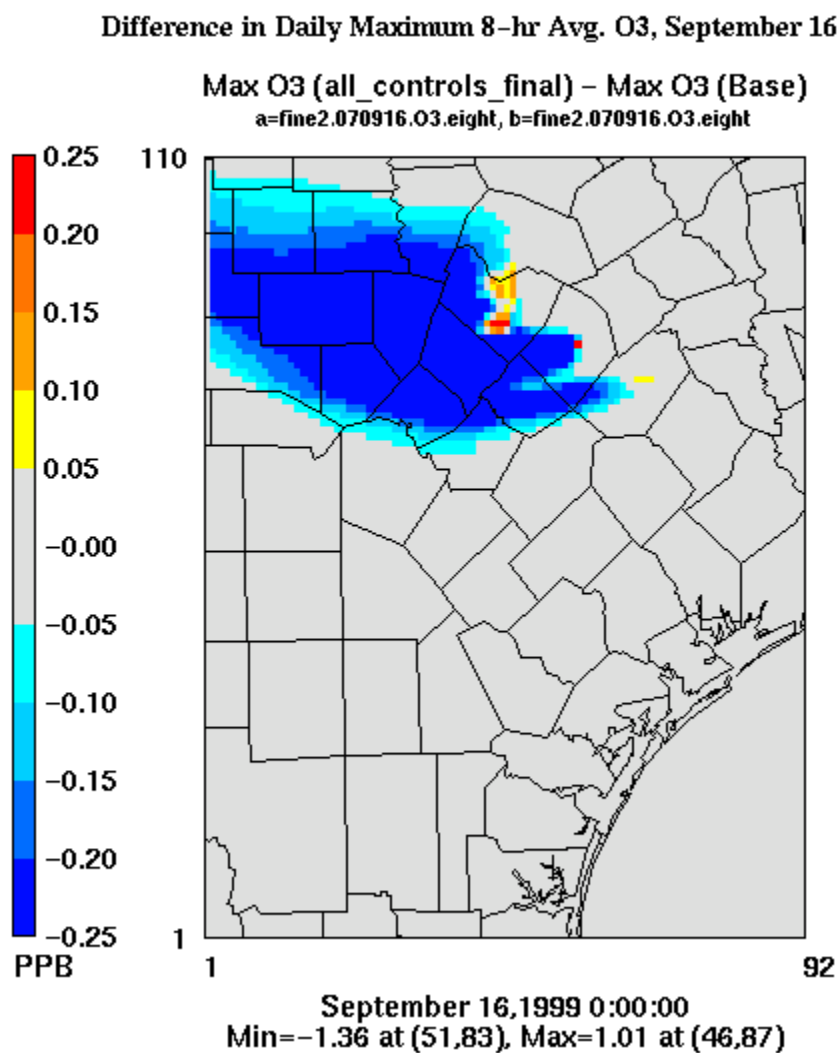 Difference in Daily Maximum 8-hr Avg. O3, September 16
Max O3 (all_controls_final) - Max O3 (Base)
a=fine2.070916.O3.eight, b=fine2.070916.O3.eight
0.25
0.20
0.15
0.10
0.05
-0.00
-0.05
-0.10
-0.15
-0.20
-0.25
PPB
110
1
1
92
September 16,1999 0:00:00
Min=-1.36 at (51,83), Max=1.01 at (46,87)